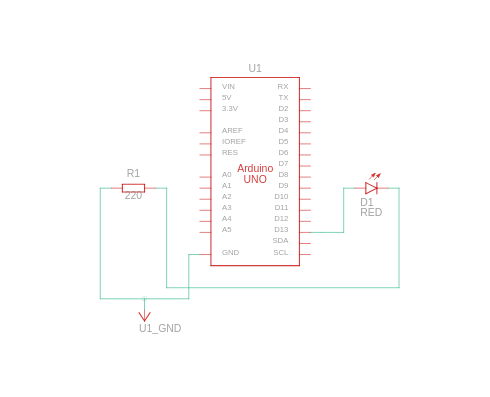 U1
VIN
5V
3.3V
AREF
IOREF
RES
A0
A1
A2
A3
A4
A5
GND
RX
TX
D2
D3
D4
D5
D6
D7
D8
D9
D10
D11
D12
D13
SDA
SCL
Arduino
UNO
R1
220
D1
RED
U1_GND